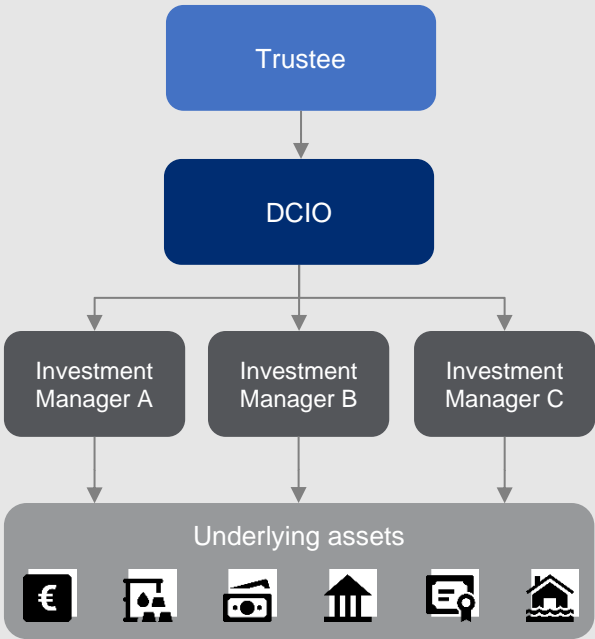 Trustee
DCIO
Investment
Manager A
Investment
Manager B
Investment
Manager C
Underlying assets
€